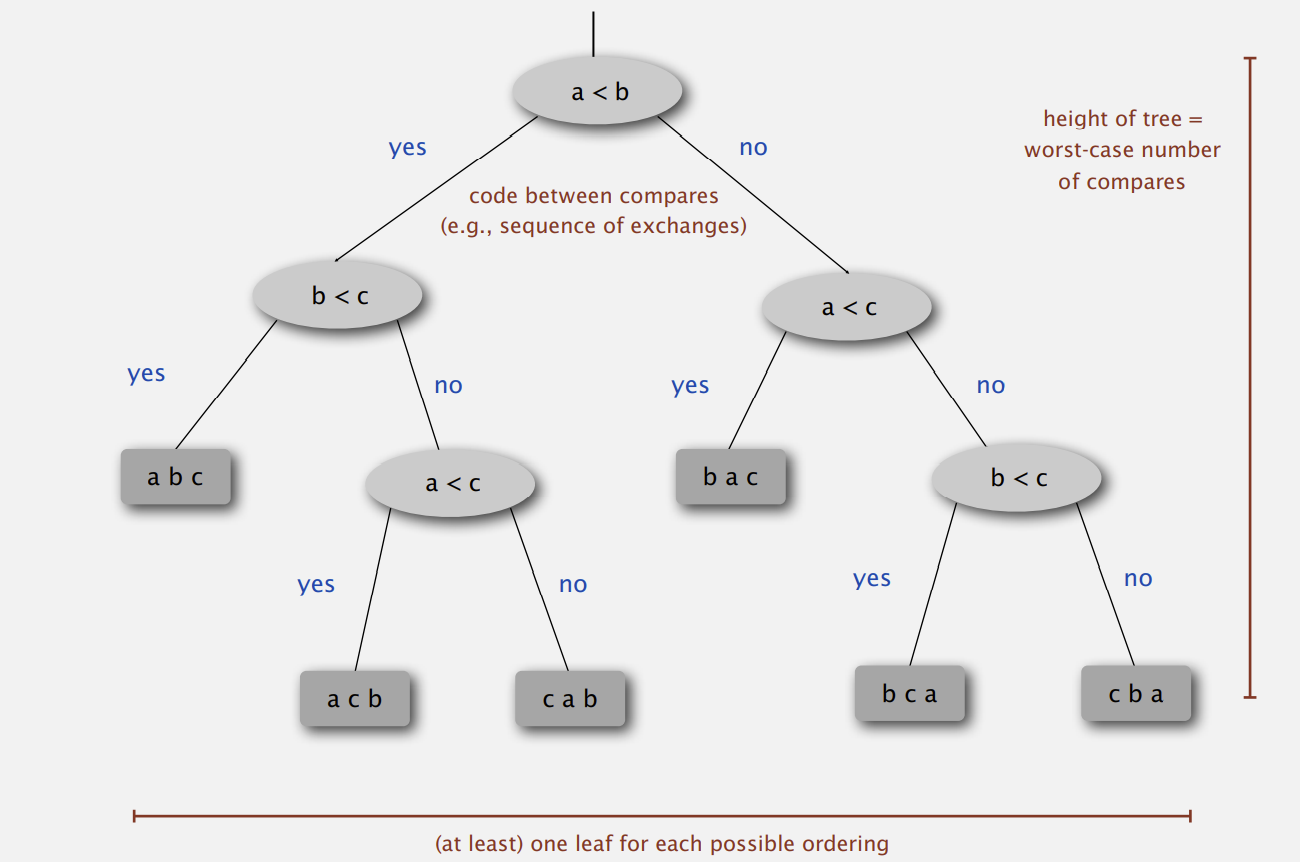 a < b
height of tree =
worst-case number
of compares
yes
no
code between compares
(e.g., sequence of exchanges)
b < c
a < c
yes
no
yes
no
a b c
a < c
b a c
b < c
yes
no
yes
no
a c b
c a b
b c a
c b a
(at least) one leaf for each possible ordering